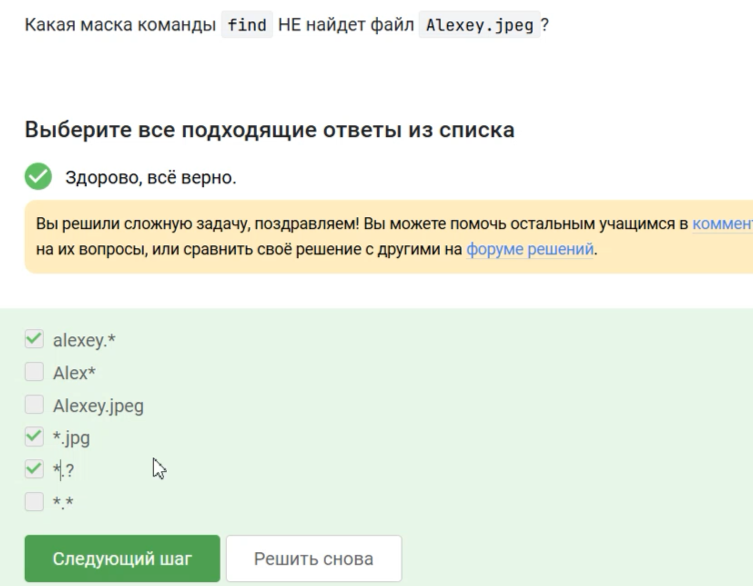 Какая маска команды find НЕ найдет файл Alexey.jpeg?
Выберите все подходящие ответы из списка
Здорово, всё верно.
Вы решили сложную задачу, поздравляем! Вы можете помочь остальным учащимся в
на их вопросы, или сравнить своё решение с другими на форуме решений.
alexey.*
Alex*
Alexey.jpeg
*.jpg
*.?
*.*
Следующий шаг Решить снова